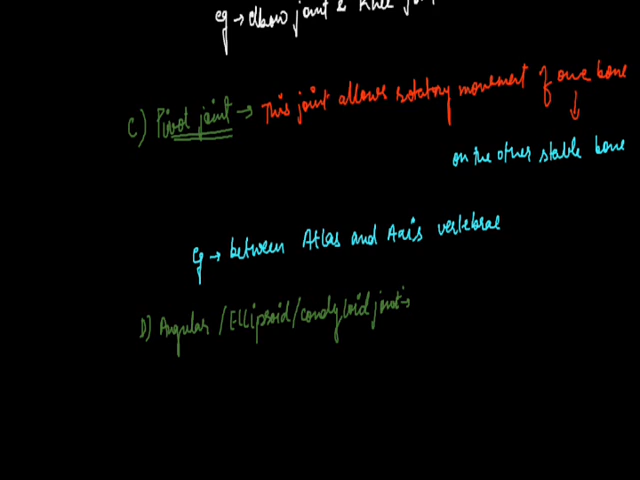 eg → elbow joint & knee joint
C) Pivot joint → This joint allows rotatory movement of one bone
on the other stable bone
Eg → between Atlas and Axis vertebrae
D) Angular / Ellipsoid / condyloid joint →